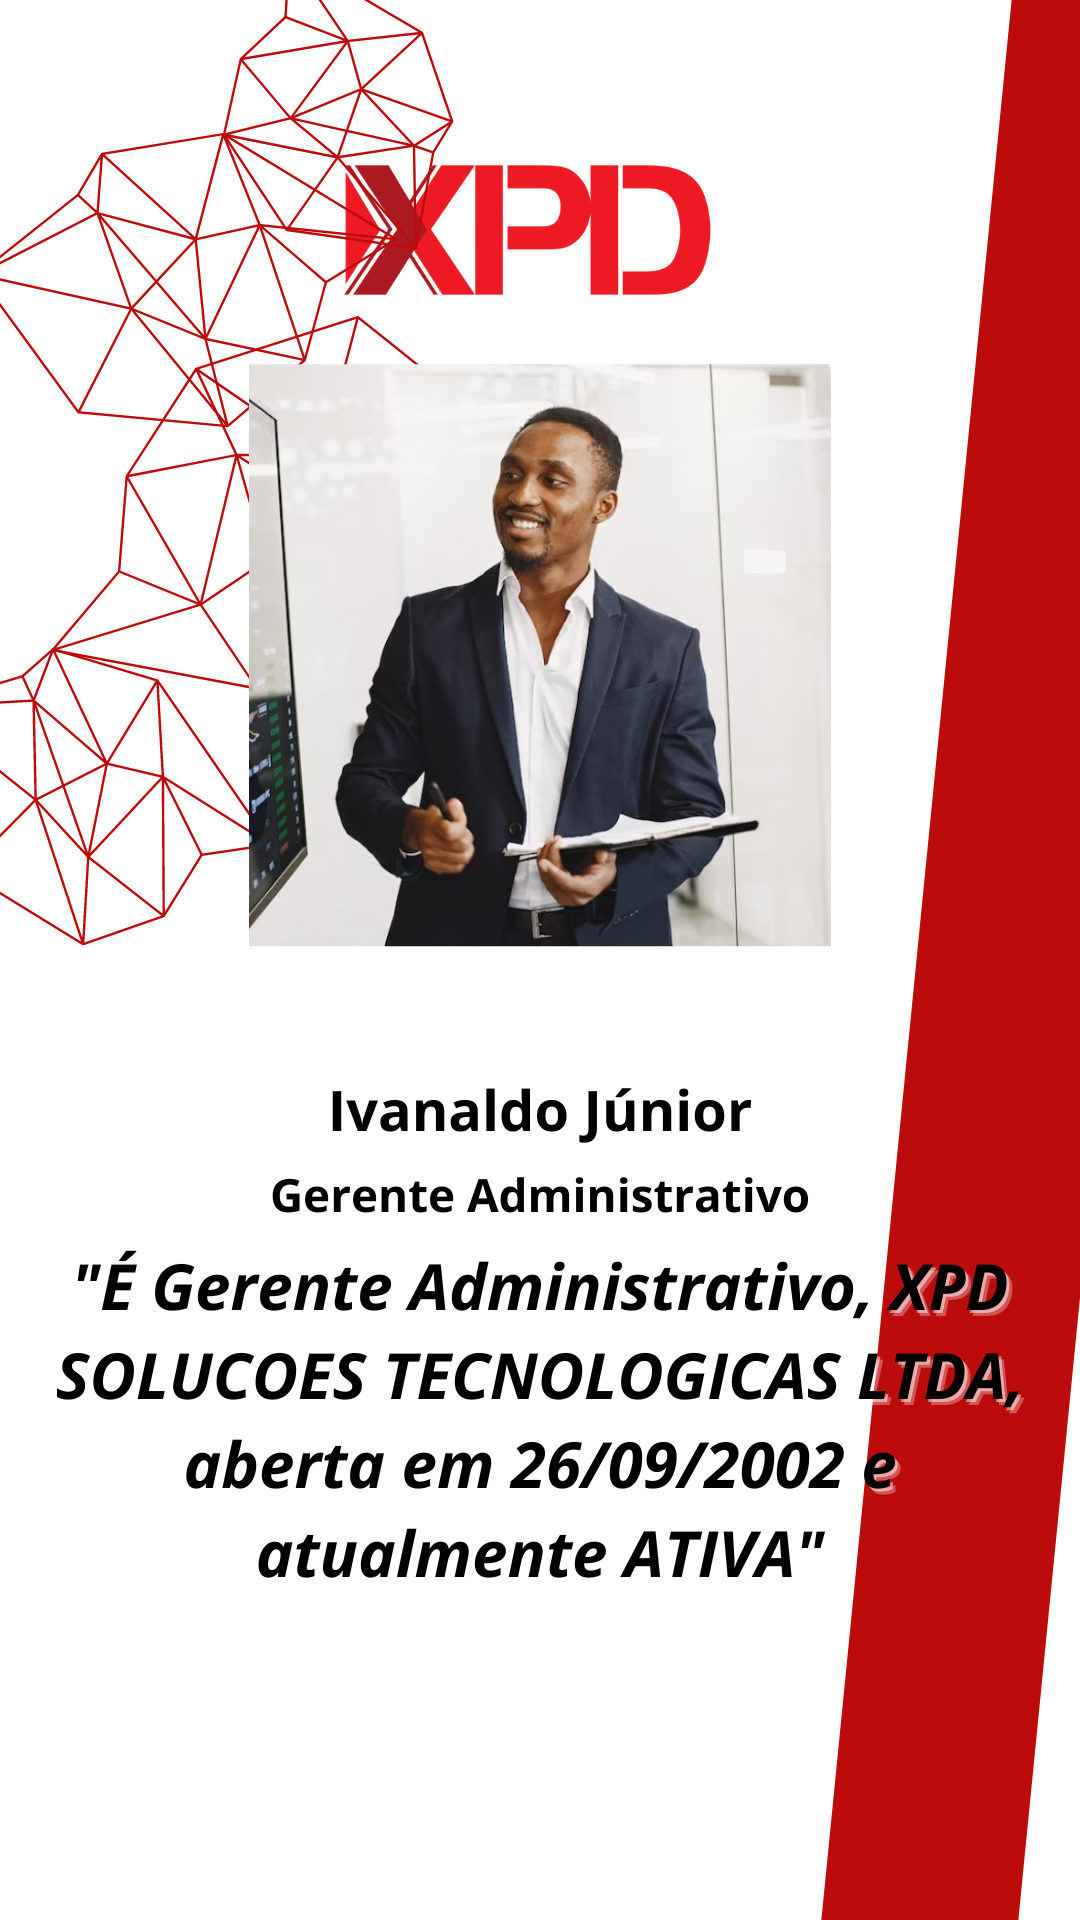 XPD
Ivanaldo Júnior
Gerente Administrativo
"É Gerente Administrativo, XPD
SOLUCOES TECNOLOGICAS LTDA,
aberta em 26/09/2002 e
atualmente ATIVA"